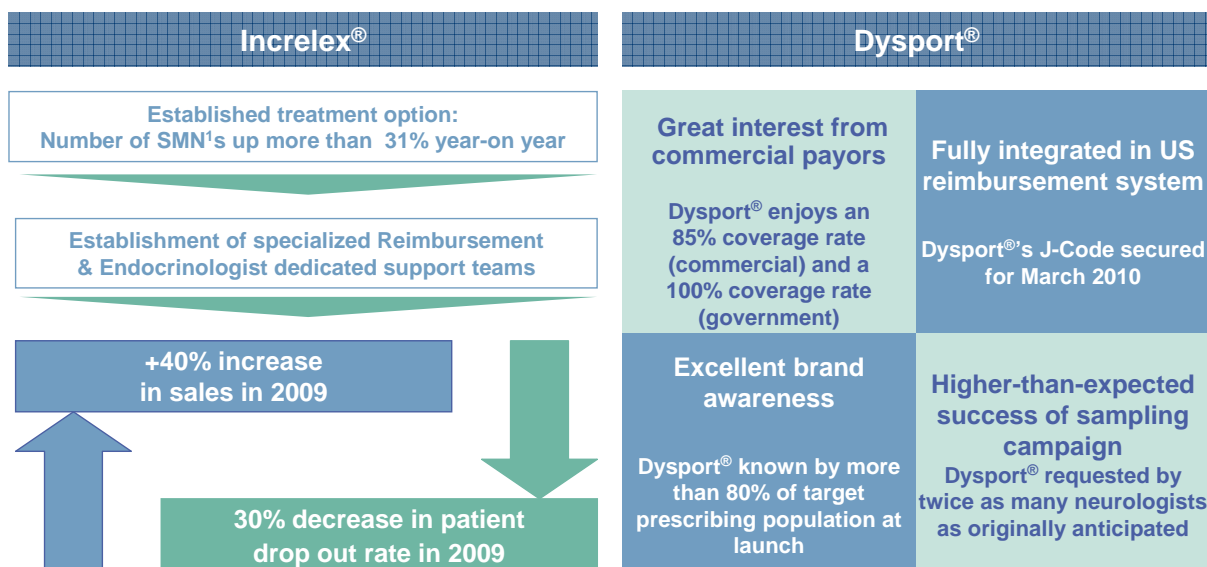 Increlex®
Established treatment option:
Number of SMN¹s up more than 31% year-on year
Establishment of specialized Reimbursement
& Endocrinologist dedicated support teams
+40% increase
in sales in 2009
30% decrease in patient
drop out rate in 2009
Dysport®
Great interest from
commercial payors
Dysport® enjoys an
85% coverage rate
(commercial) and a
100% coverage rate
(government)
Fully integrated in US
reimbursement system
Dysport®'s J-Code secured
for March 2010
Excellent brand
awareness
Dysport® known by more
than 80% of target
prescribing population at
launch
Higher-than-expected
success of sampling
campaign
Dysport® requested by
twice as many neurologists
as originally anticipated